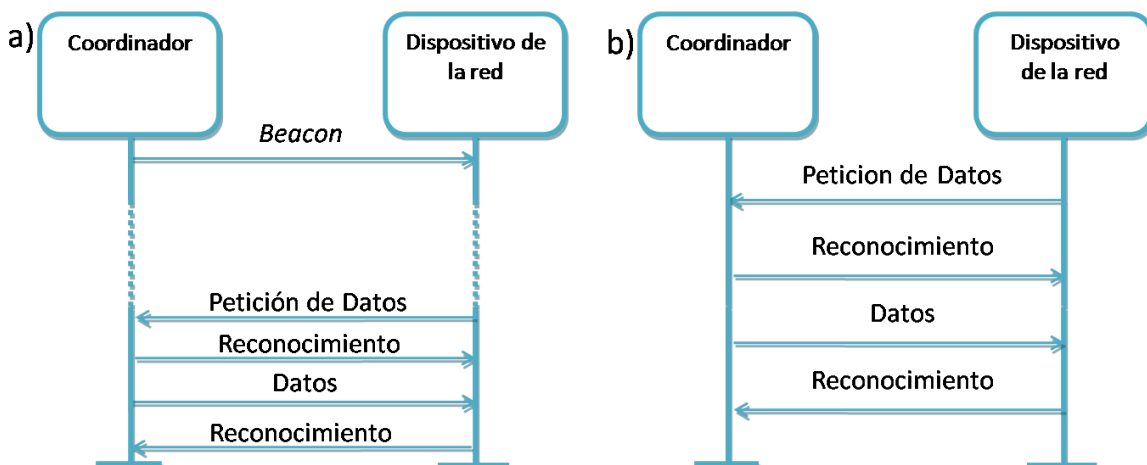 a)
Coordinador
Dispositivo de
la red
Beacon
Petición de Datos
Reconocimiento
Datos
Reconocimiento
b)
Coordinador
Dispositivo
de la red
Peticion de Datos
Reconocimiento
Datos
Reconocimiento